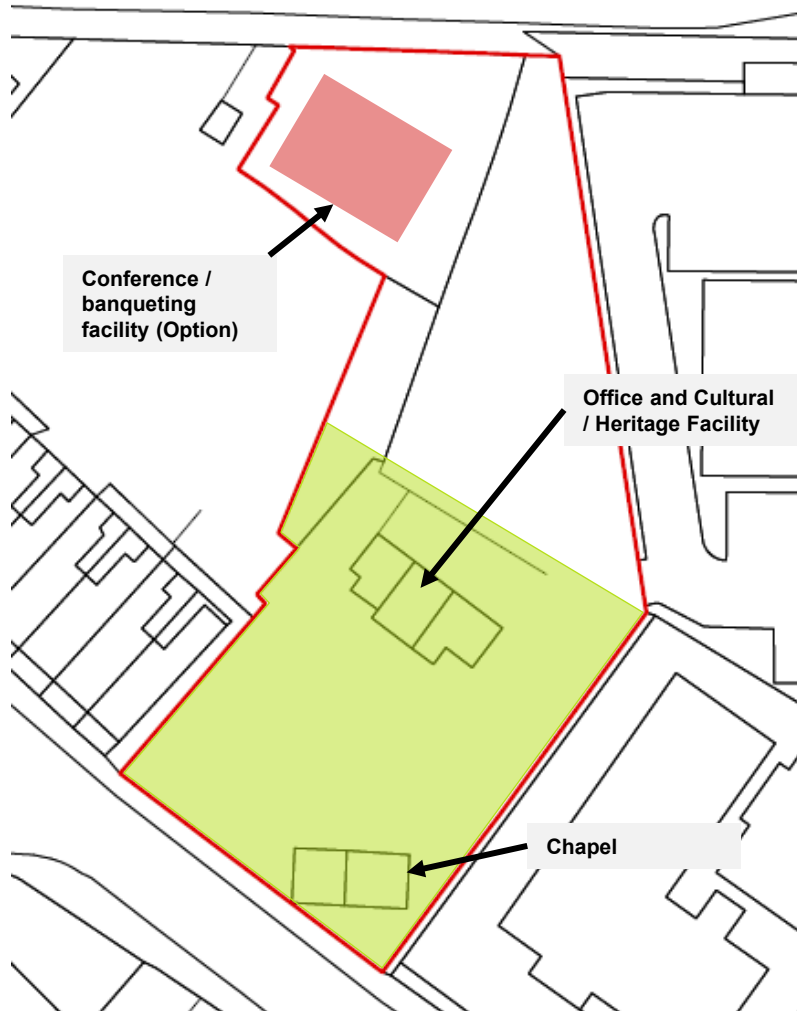 Conference /
banqueting
facility (Option)
Office and Cultural
/ Heritage Facility
Chapel